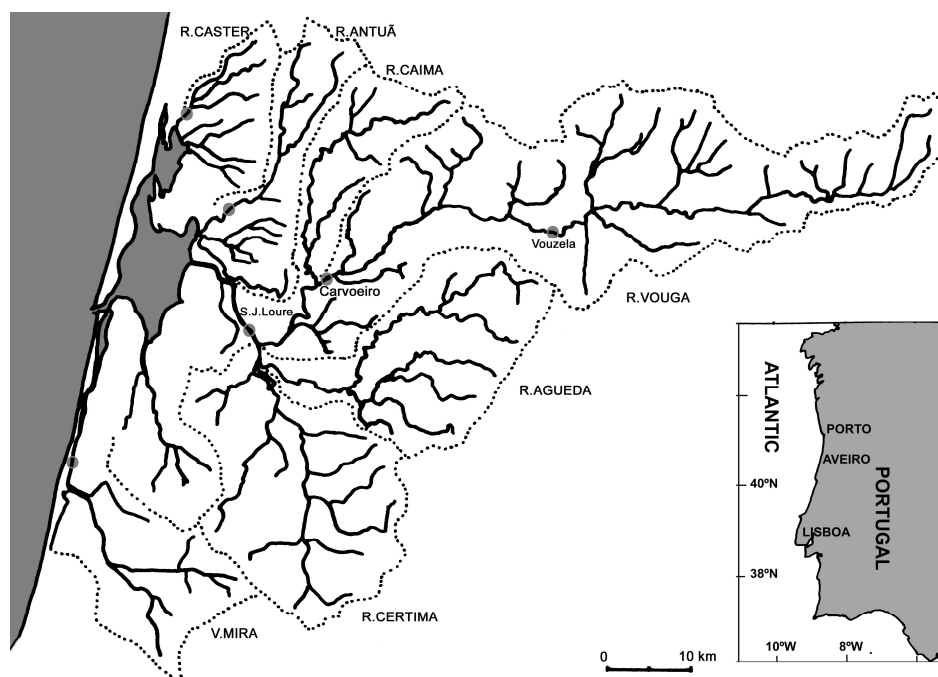 R.CASTER
R.ANTUÃ
R.CAIMA
Vouzela
Carvoeiro
R.VOUGA
S.J.Loure
R.AGUEDA
R.CERTIMA
V.MIRA
0 10 km
ATLANTIC
PORTO
AVEIRO
PORTUGAL
40ºN
LISBOA
38ºN
10ºW 8ºW